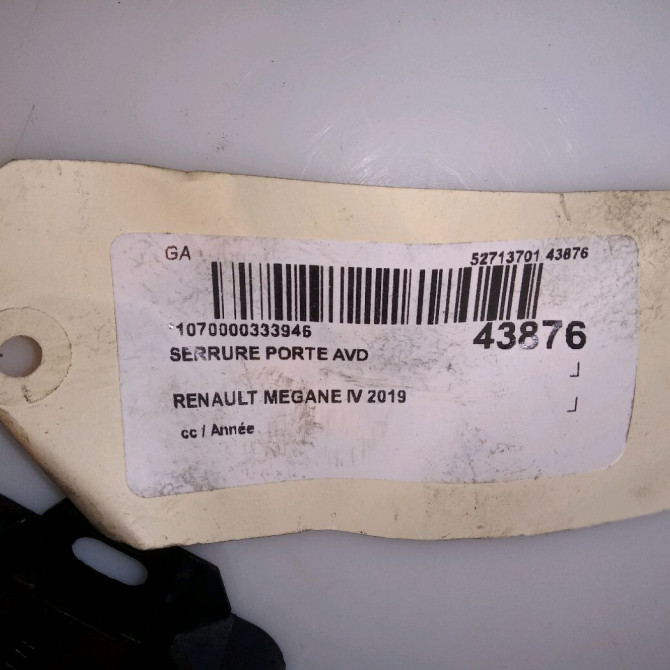 GA 52713701 43876
*1070000333946 43876
SERRURE PORTE AVD
RENAULT MEGANE IV 2019
cc / Année